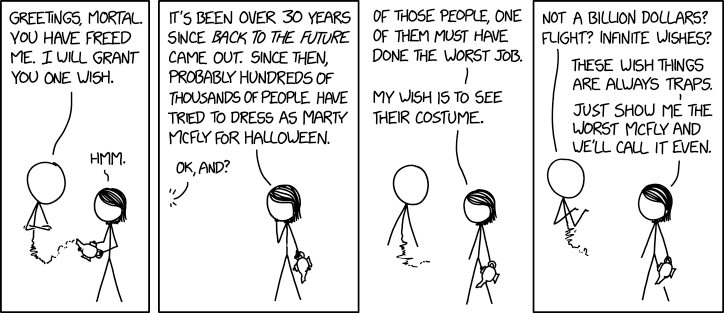 GREETINGS, MORTAL.
YOU HAVE FREED
ME. I WILL GRANT
YOU ONE WISH.
HMM.
IT'S BEEN OVER 30 YEARS
SINCE BACK TO THE FUTURE
CAME OUT. SINCE THEN,
PROBABLY HUNDREDS OF
THOUSANDS OF PEOPLE HAVE
TRIED TO DRESS AS MARTY
MCFLY FOR HALLOWEEN.
OK, AND?
OF THOSE PEOPLE, ONE
OF THEM MUST HAVE
DONE THE WORST JOB.
MY WISH IS TO SEE
THEIR COSTUME.
NOT A BILLION DOLLARS?
FLIGHT? INFINITE WISHES?
THESE WISH THINGS
ARE ALWAYS TRAPS.
JUST SHOW ME THE
WORST MCFLY AND
WE'LL CALL IT EVEN.